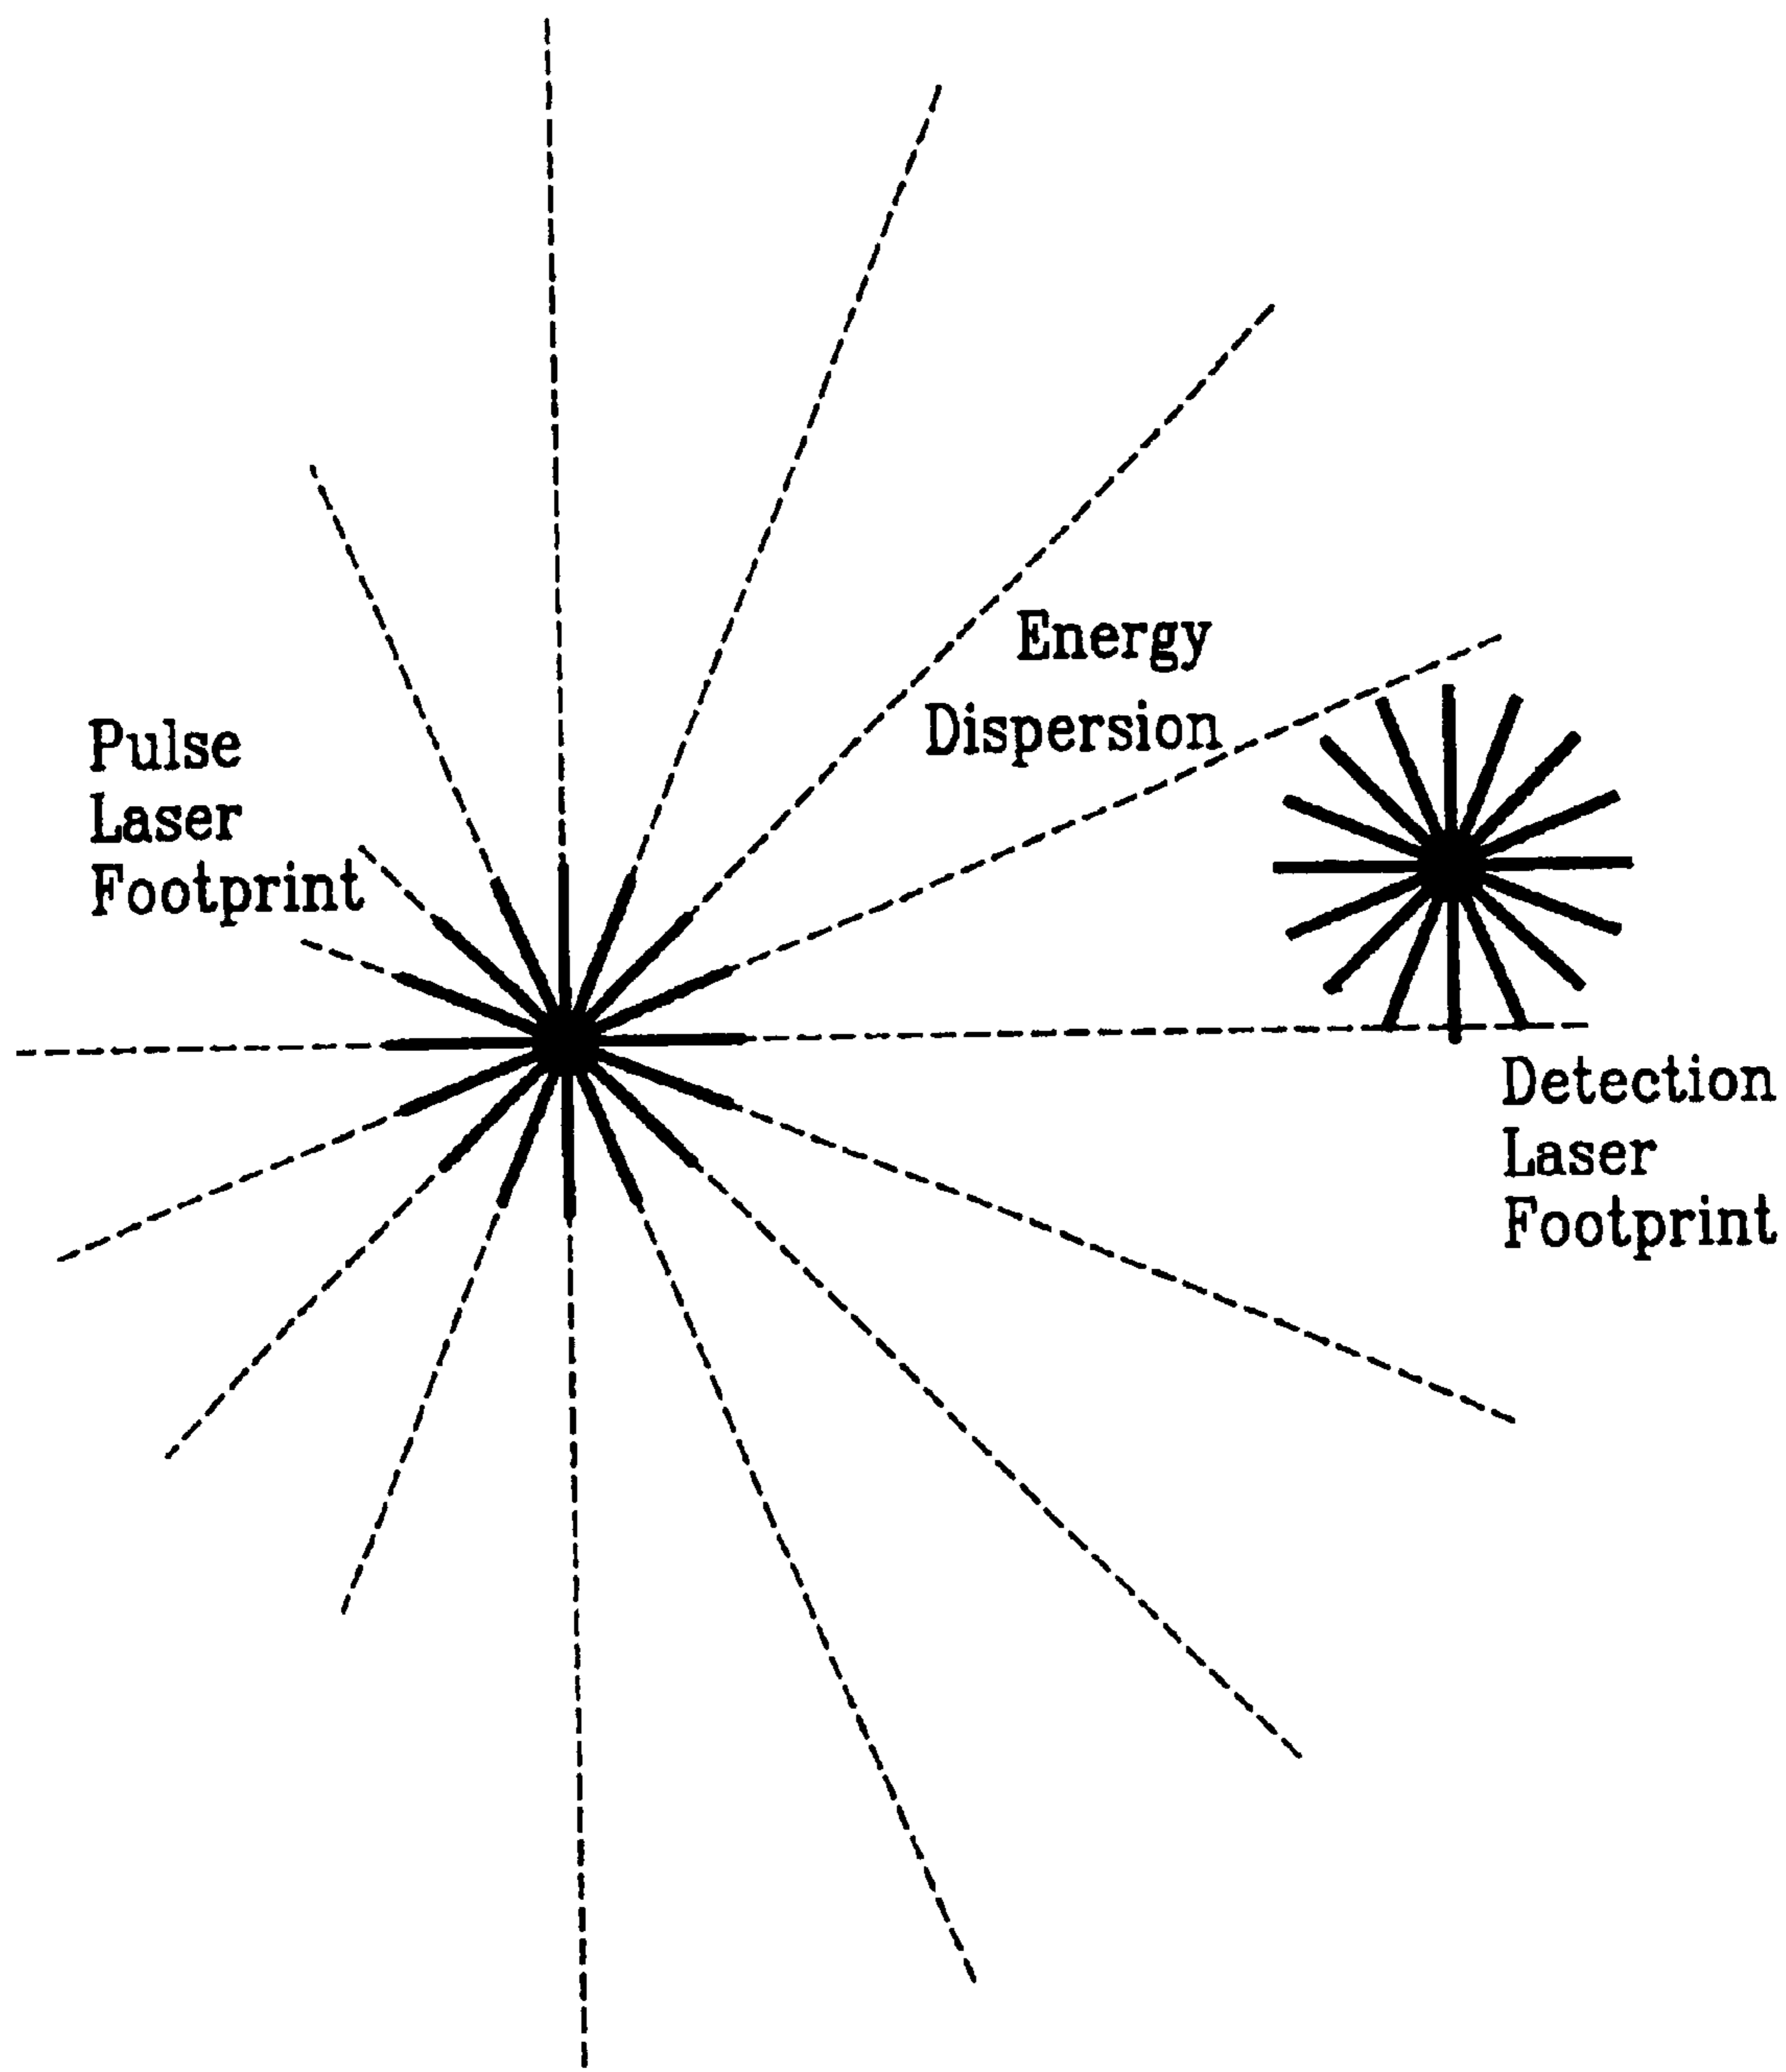 Energy
Dispersion
Pulse
Laser
Footprint
Detection
Laser
Footprint